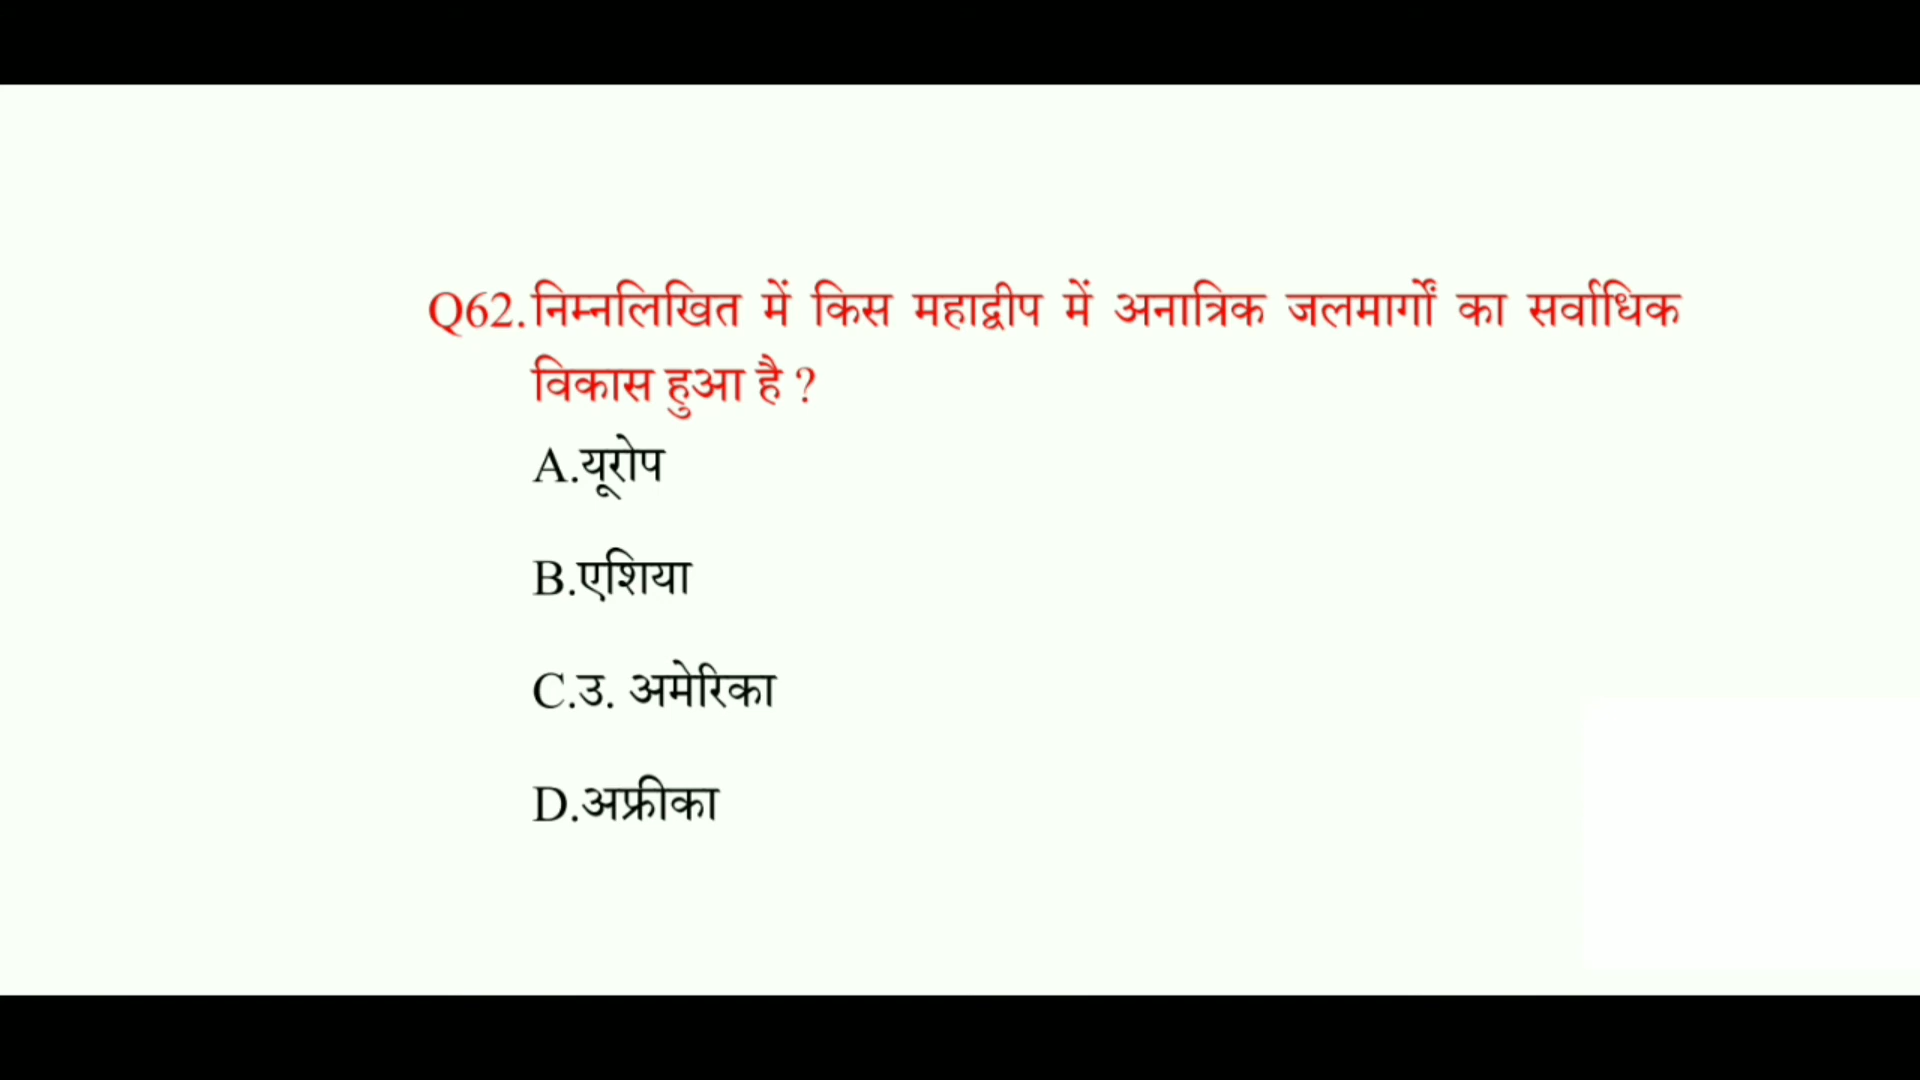 Q62.निम्नलिखित में किस महाद्वीप में अनात्रिक जलमार्गों का सर्वाधिक
विकास हुआ है ?
A.यूरोप
B.एशिया
C.उ. अमेरिका
D.अफ्रीका